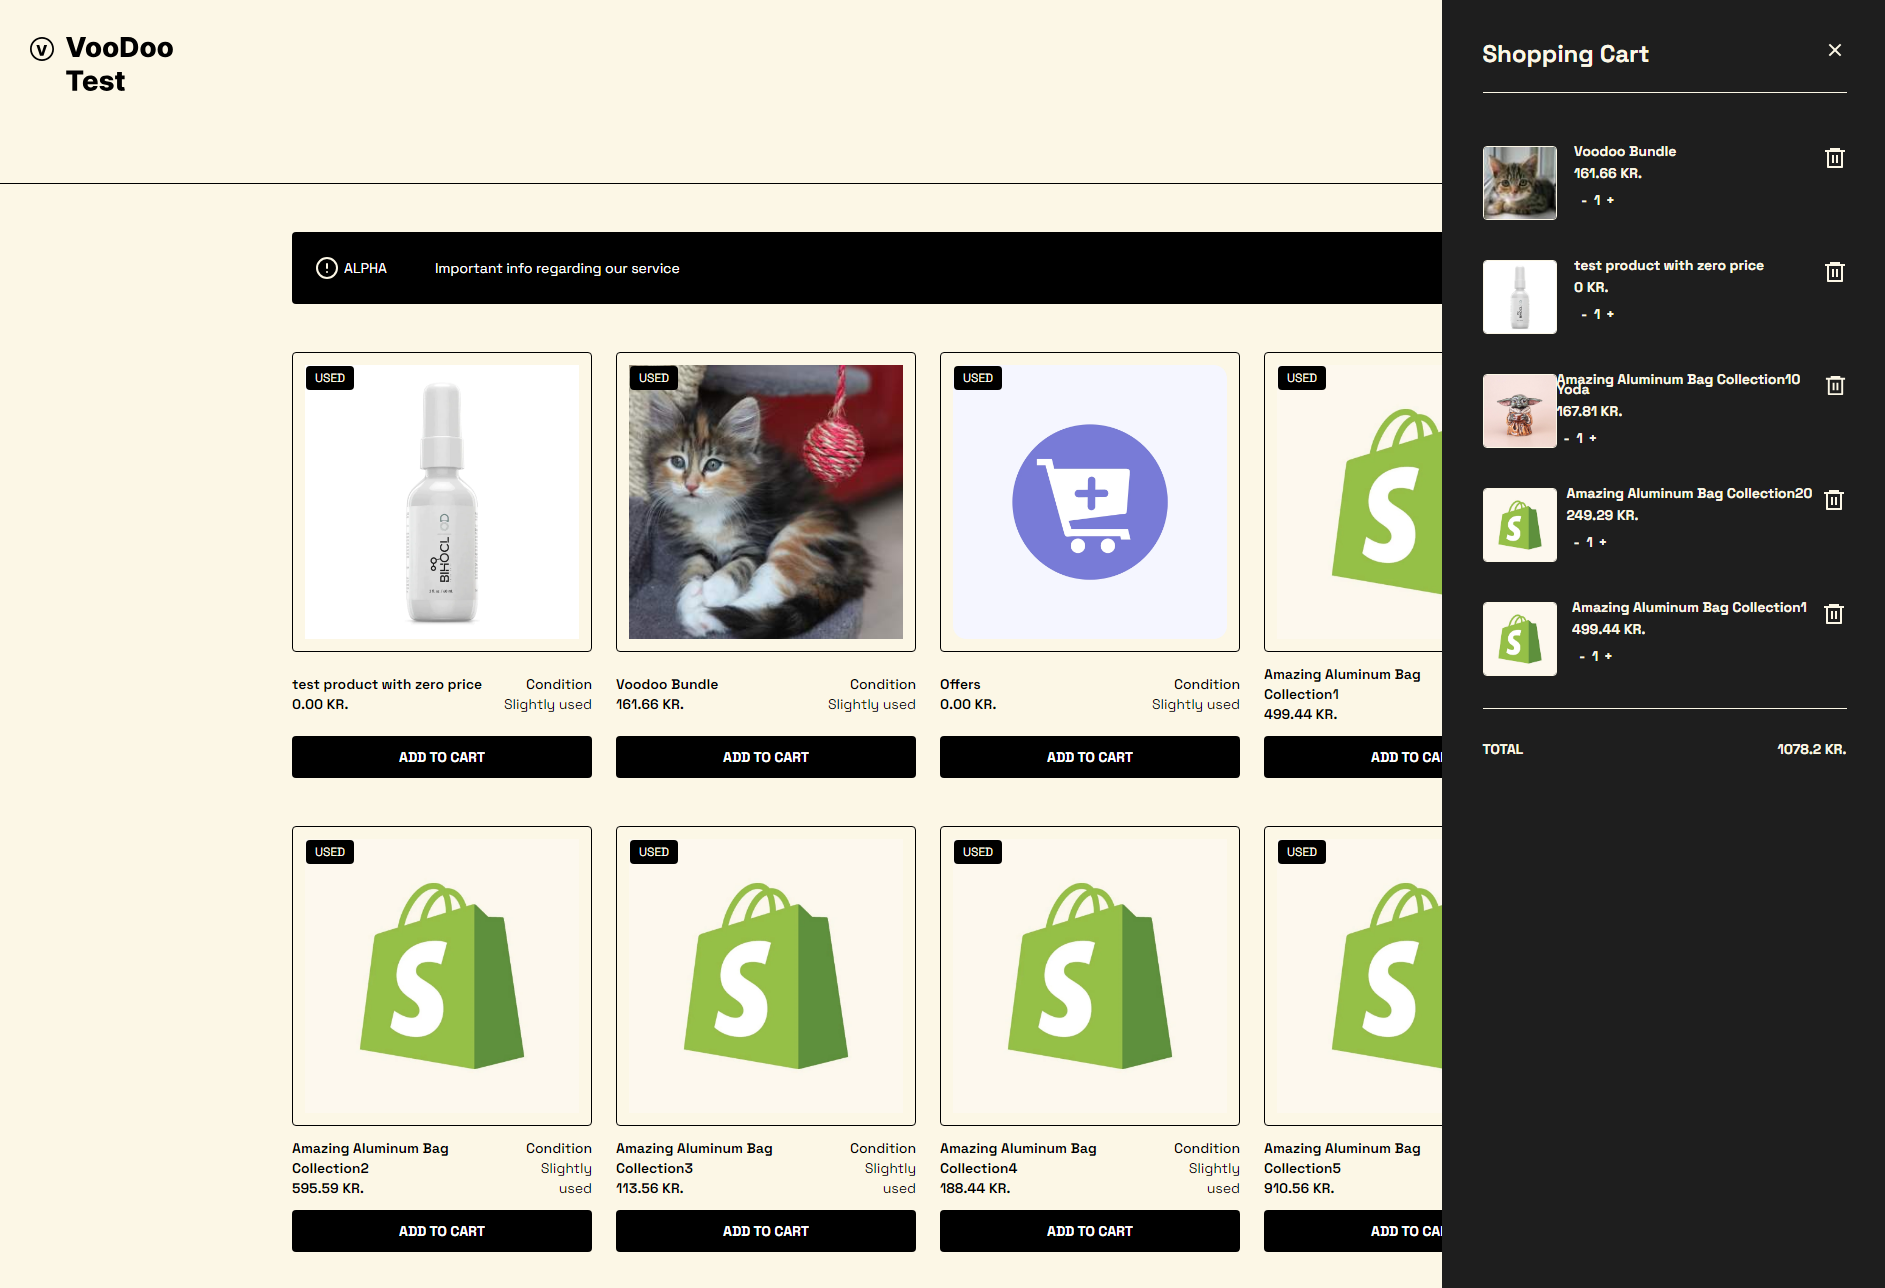 V VooDoo
Test
ALPHA Important info regarding our service
USED
USED
USED
USED
BIHOCL
test product with zero price Condition
0.00 KR. Slightly used
Voodoo Bundle Condition
161.66 KR. Slightly used
Offers Condition
0.00 KR. Slightly used
Amazing Aluminum Bag
Collection1
499.44 KR.
ADD TO CART
ADD TO CART
ADD TO CART
ADD TO CA
USED
USED
USED
USED
Amazing Aluminum Bag Condition
Collection2 Slightly
595.59 KR. used
Amazing Aluminum Bag Condition
Collection3 Slightly
113.56 KR. used
Amazing Aluminum Bag Condition
Collection4 Slightly
188.44 KR. used
Amazing Aluminum Bag
Collection5
910.56 KR.
ADD TO CART
ADD TO CART
ADD TO CART
ADD TO CA
Shopping Cart
Voodoo Bundle
161.66 KR.
- 1 +
test product with zero price
0 KR.
- 1 +
Amazing Aluminum Bag Collection10
Yoda
167.81 KR.
- 1 +
Amazing Aluminum Bag Collection20
249.29 KR.
- 1 +
Amazing Aluminum Bag Collection1
499.44 KR.
- 1 +
TOTAL 1078.2 KR.